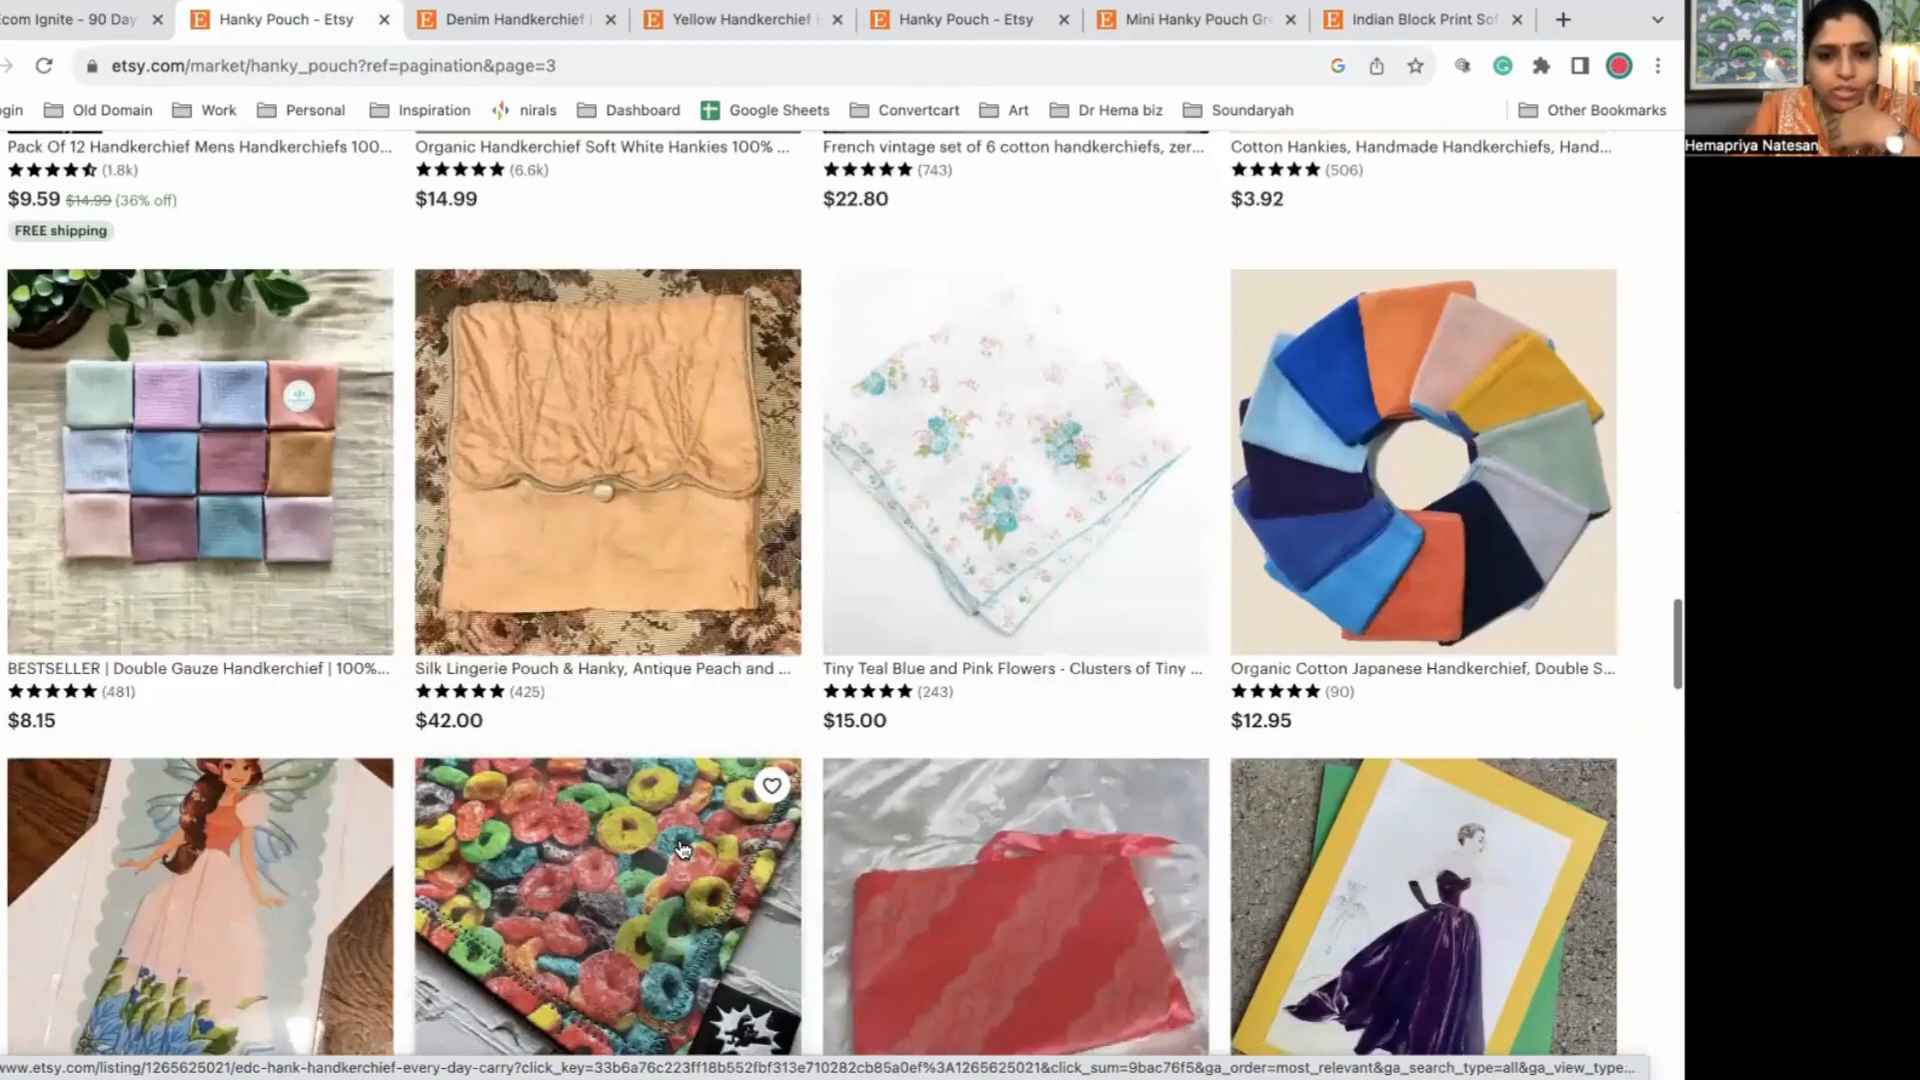 com Ignite - 90 Day
Hanky Pouch - Etsy
Denim Handkerchief
Yellow Handkerchief
Hanky Pouch - Etsy
Mini Hanky Pouch Gr
Indian Block Print Sof
etsy.com/market/hanky_pouch?ref=pagination&page=3
gin
Old Domain
Work
Personal
Inspiration
nirals
Dashboard
Google Sheets
Convertcart
Art
Dr Hema biz
Soundaryah
Other Bookmarks
Hemapriya Natesan
Pack Of 12 Handkerchief Mens Handkerchiefs 100...
(1.8k)
$9.59 $14.99 (36% off)
FREE shipping
Organic Handkerchief Soft White Hankies 100% ...
(6.6k)
$14.99
French vintage set of 6 cotton handkerchiefs, zer...
(743)
$22.80
Cotton Hankies, Handmade Handkerchiefs, Hand...
(506)
$3.92
BESTSELLER | Double Gauze Handkerchief | 100%...
(481)
$8.15
Silk Lingerie Pouch & Hanky, Antique Peach and ...
(425)
$42.00
Tiny Teal Blue and Pink Flowers - Clusters of Tiny ...
(243)
$15.00
Organic Cotton Japanese Handkerchief, Double S...
(90)
$12.95
www.etsy.com/listing/1265625021/edc-hank-handkerchief-every-day-carry?click_key=33b6a76c223ff18b552fbf313e710282cb85a0ef%3A1265625021&click_sum=9bac76f5&ga_order=most_relevant&ga_search_type=all&ga_view_type...